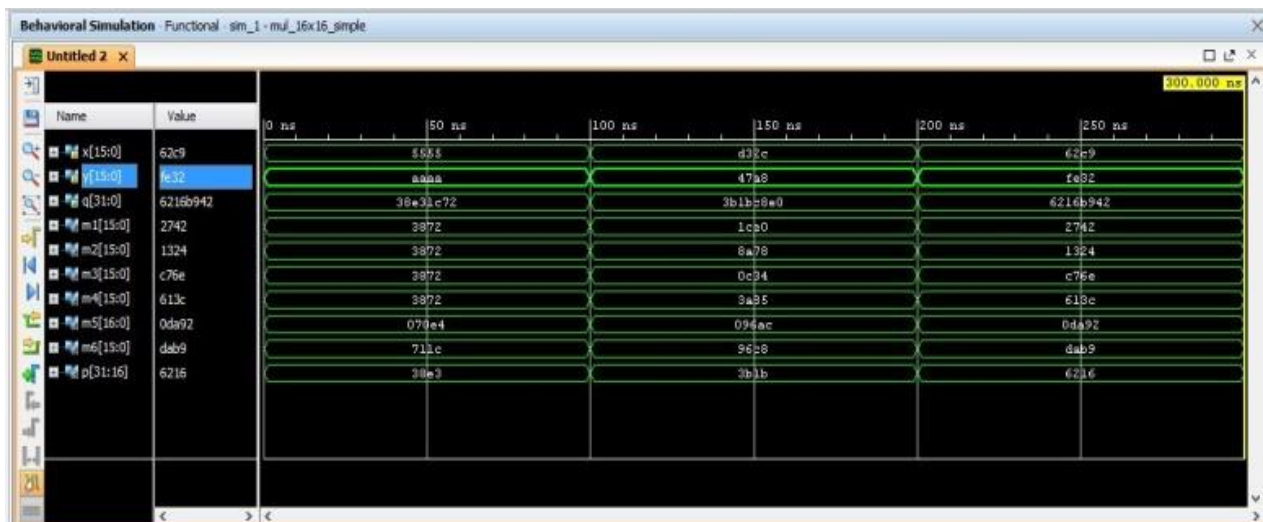 Behavioral Simulation - Functional - sim_1 - mul_16x16_simple
Untitled 2
300.000 ns
Name Value 0 ns 50 ns 100 ns 150 ns 200 ns 250 ns
x[15:0] 62c9 5555 d32c 62c9
y[15:0] fe32 aaaa 47a8 fe32
q[31:0] 6216b942 38e31c72 3b1bc8e0 6216b942
m1[15:0] 2742 3872 1ce0 2742
m2[15:0] 1324 3872 8a78 1324
m3[15:0] c76e 3872 0c34 c76e
m4[15:0] 613c 3872 3a85 613c
m5[16:0] 0da92 070e4 096ac 0da92
m6[15:0] dab9 711c 96c8 dab9
p[31:16] 6216 38e3 3b1b 6216